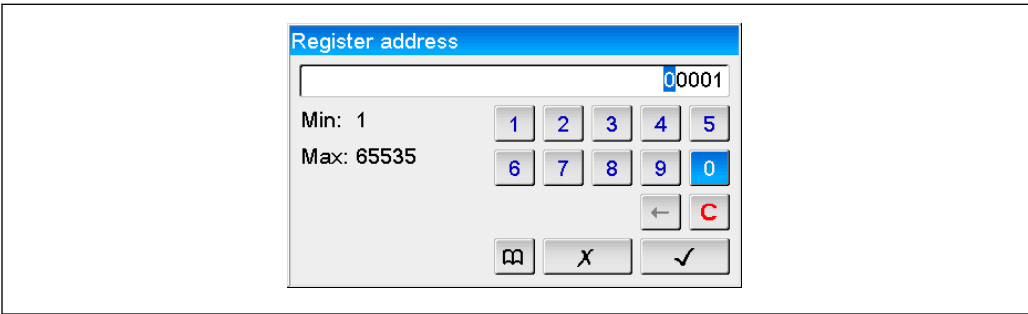 Register address
00001
Min: 1
Max: 65535
1 2 3 4 5
6 7 8 9 0
← C
X ✓